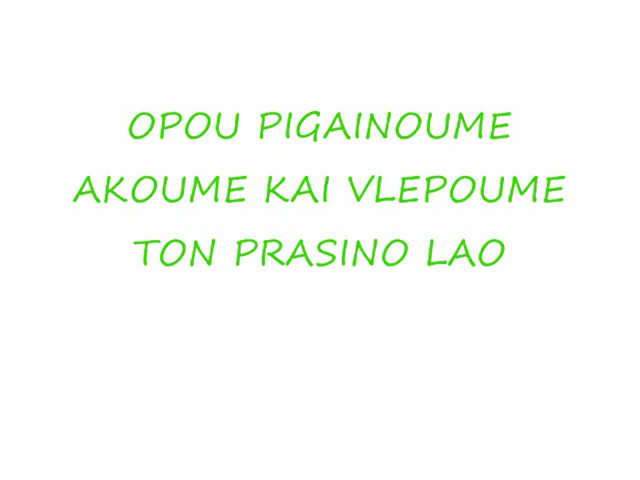 OPOU PIGAINOUME
AKOUME KAI VLEPOUME
TON PRASINO LAO